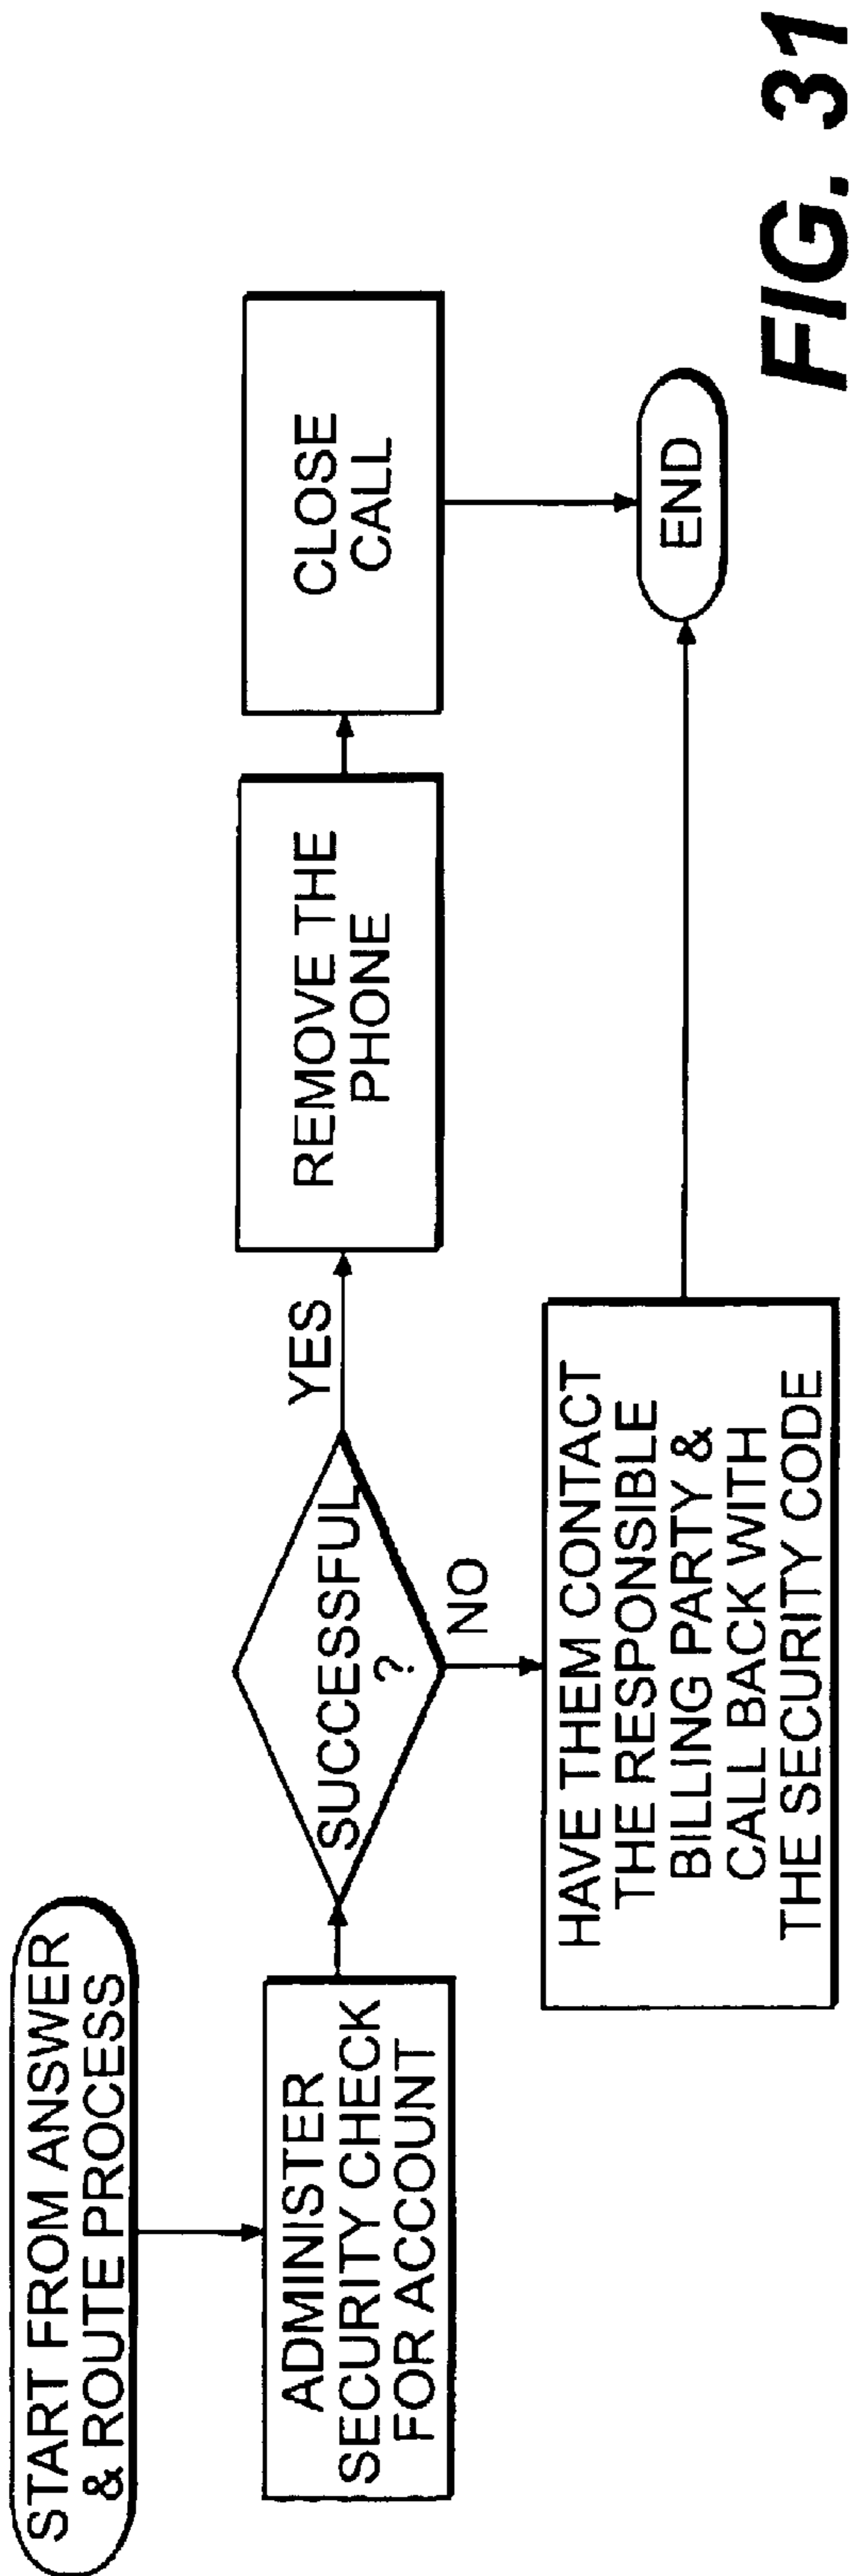 START FROM ANSWER
& ROUTE PROCESS
ADMINISTER
SECURITY CHECK
FOR ACCOUNT
SUCCESSFUL
?
YES
REMOVE THE
PHONE
CLOSE
CALL
NO
HAVE THEM CONTACT
THE RESPONSIBLE
BILLING PARTY &
CALL BACK WITH
THE SECURITY CODE
END
FIG. 31